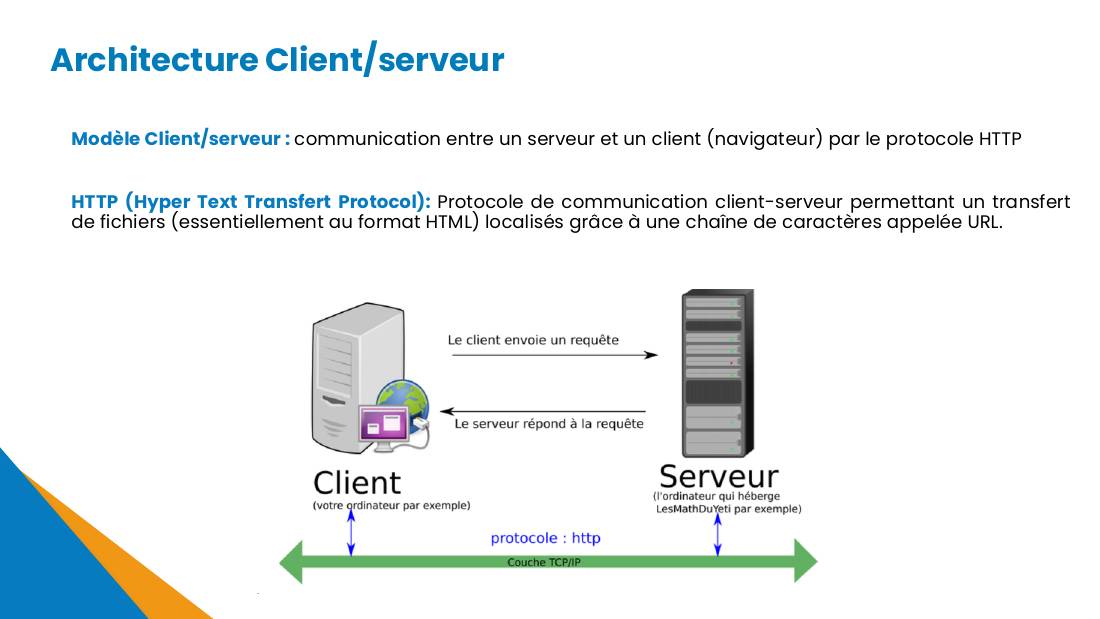 Architecture Client/serveur
Modèle Client/serveur : communication entre un serveur et un client (navigateur) par le protocole HTTP
HTTP (Hyper Text Transfert Protocol): Protocole de communication client-serveur permettant un transfert
de fichiers (essentiellement au format HTML) localisés grâce à une chaîne de caractères appelée URL.
Le client envoie un requête
Le serveur répond à la requête
Client
(votre ordinateur par exemple)
Serveur
(l'ordinateur qui héberge
LesMathDuYeti par exemple)
protocole : http
Couche TCP/IP